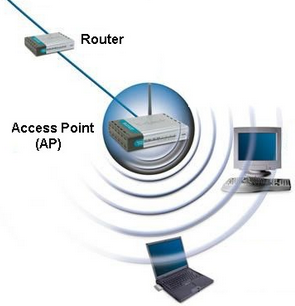 Router
Access Point
(AP)